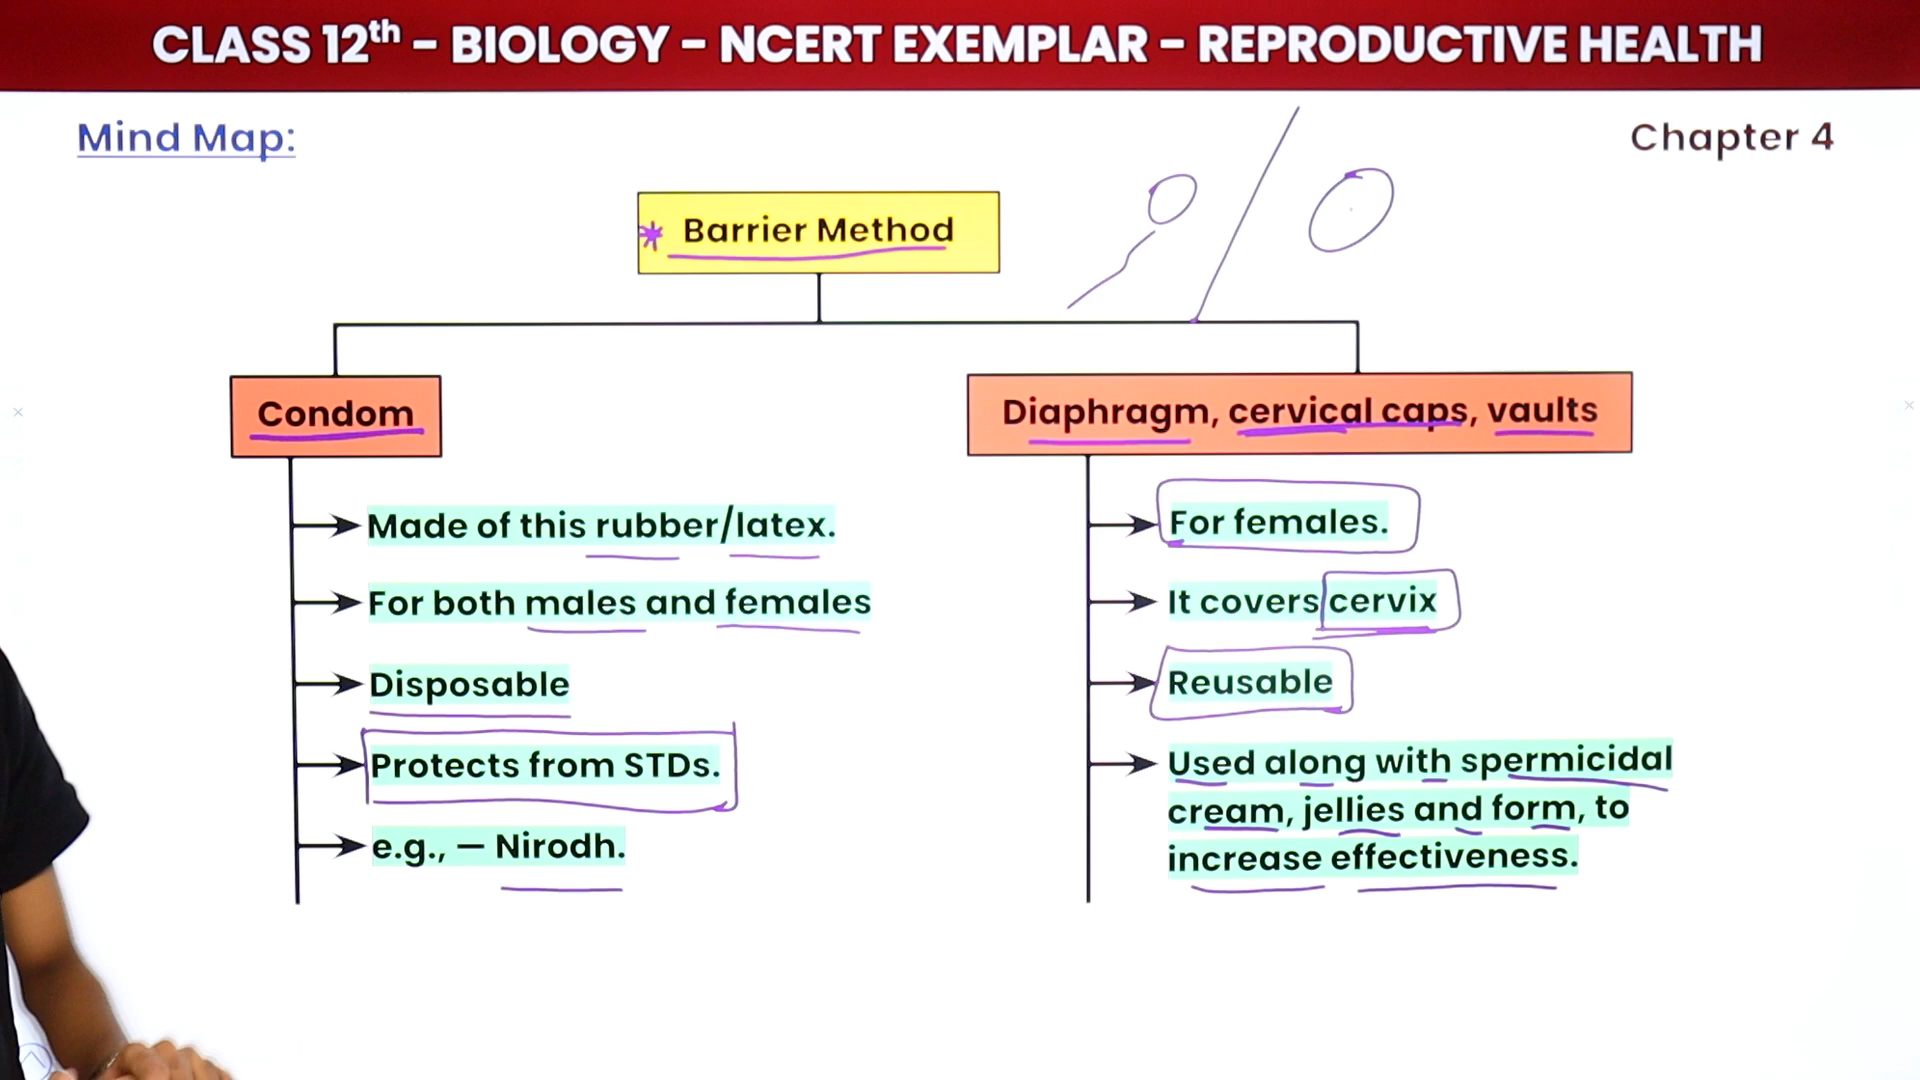 CLASS 12th – BIOLOGY – NCERT EXEMPLAR – REPRODUCTIVE HEALTH
Mind Map:
Chapter 4
Barrier Method
Condom
Made of this rubber/latex.
For both males and females
Disposable
Protects from STDs.
e.g., — Nirodh.
Diaphragm, cervical caps, vaults
For females.
It covers cervix
Reusable
Used along with spermicidal
cream, jellies and form, to
increase effectiveness.